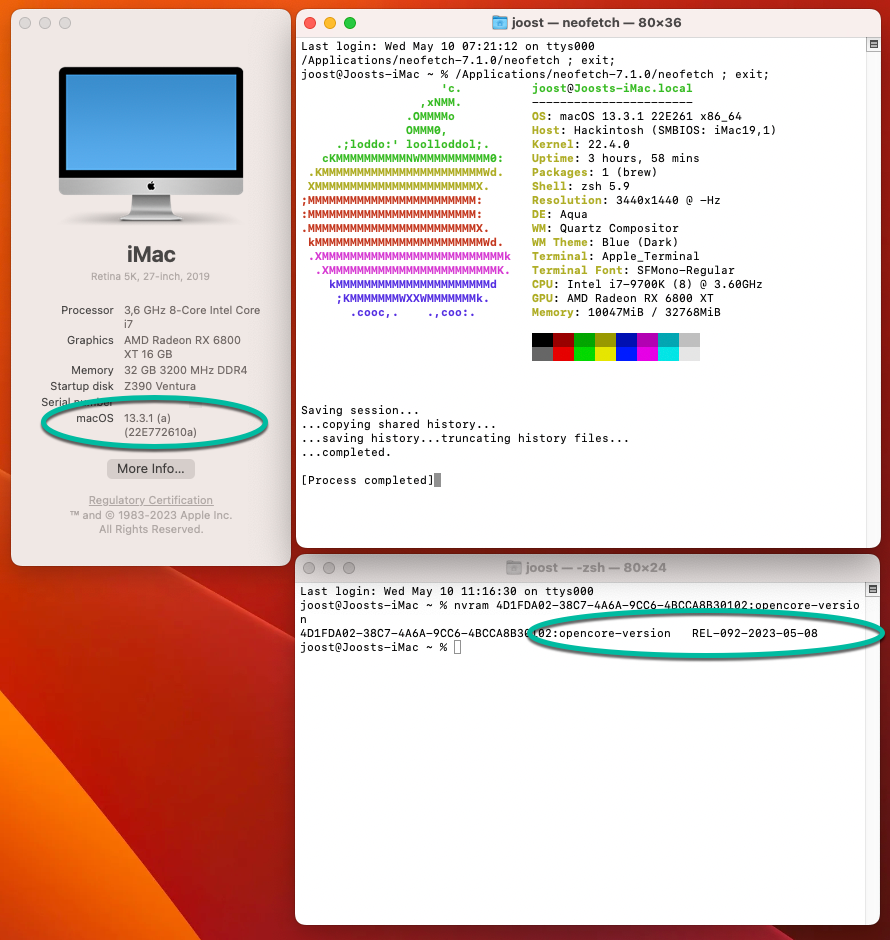 iMac
Retina 5K, 27-inch, 2019
Processor 3,6 GHz 8-Core Intel Core
i7
Graphics AMD Radeon RX 6800
XT 16 GB
Memory 32 GB 3200 MHz DDR4
Startup disk Z390 Ventura
Serial number
macOS 13.3.1 (a)
(22E772610a)
More Info...
Regulatory Certification
™ and © 1983-2023 Apple Inc.
All Rights Reserved.
joost — neofetch — 80×36
Last login: Wed May 10 07:21:12 on ttys000
/Applications/neofetch-7.1.0/neofetch ; exit;
joost@Joosts-iMac ~ % /Applications/neofetch-7.1.0/neofetch ; exit;
'c. joost@Joosts-iMac.local
,xNMM. -----------------------
.OMMMMo OS: macOS 13.3.1 22E261 x86_64
OMMM0, Host: Hackintosh (SMBIOS: iMac19,1)
.;loddo:' loolloddol;. Kernel: 22.4.0
cKMMMMMMMMMMNWMMMMMMMMMM0: Uptime: 3 hours, 58 mins
.KMMMMMMMMMMMMMMMMMMMMMMMWd. Packages: 1 (brew)
XMMMMMMMMMMMMMMMMMMMMMMMX. Shell: zsh 5.9
;MMMMMMMMMMMMMMMMMMMMMMMM: Resolution: 3440x1440 @ -Hz
:MMMMMMMMMMMMMMMMMMMMMMMM: DE: Aqua
.MMMMMMMMMMMMMMMMMMMMMMMMX. WM: Quartz Compositor
kMMMMMMMMMMMMMMMMMMMMMMMMWd. WM Theme: Blue (Dark)
.XMMMMMMMMMMMMMMMMMMMMMMMMMMk Terminal: Apple_Terminal
.XMMMMMMMMMMMMMMMMMMMMMMMMK. Terminal Font: SFMono-Regular
kMMMMMMMMMMMMMMMMMMMMMMd CPU: Intel i7-9700K (8) @ 3.60GHz
;KMMMMMMMWXXWMMMMMMMk. GPU: AMD Radeon RX 6800 XT
.cooc,. .,coo:. Memory: 10047MiB / 32768MiB
Saving session...
...copying shared history...
...saving history...truncating history files...
...completed.
[Process completed]
joost — -zsh — 80×24
Last login: Wed May 10 11:16:30 on ttys000
joost@Joosts-iMac ~ % nvram 4D1FDA02-38C7-4A6A-9CC6-4BCCA8B30102:opencore-versio
n
4D1FDA02-38C7-4A6A-9CC6-4BCCA8B30102:opencore-version REL-092-2023-05-08
joost@Joosts-iMac ~ %